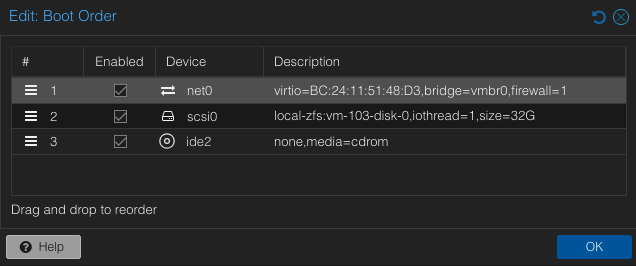 Edit: Boot Order
# Enabled Device Description
1 net0 virtio=BC:24:11:51:48:D3,bridge=vmbr0,firewall=1
2 scsi0 local-zfs:vm-103-disk-0,iothread=1,size=32G
3 ide2 none,media=cdrom
Drag and drop to reorder
? Help OK